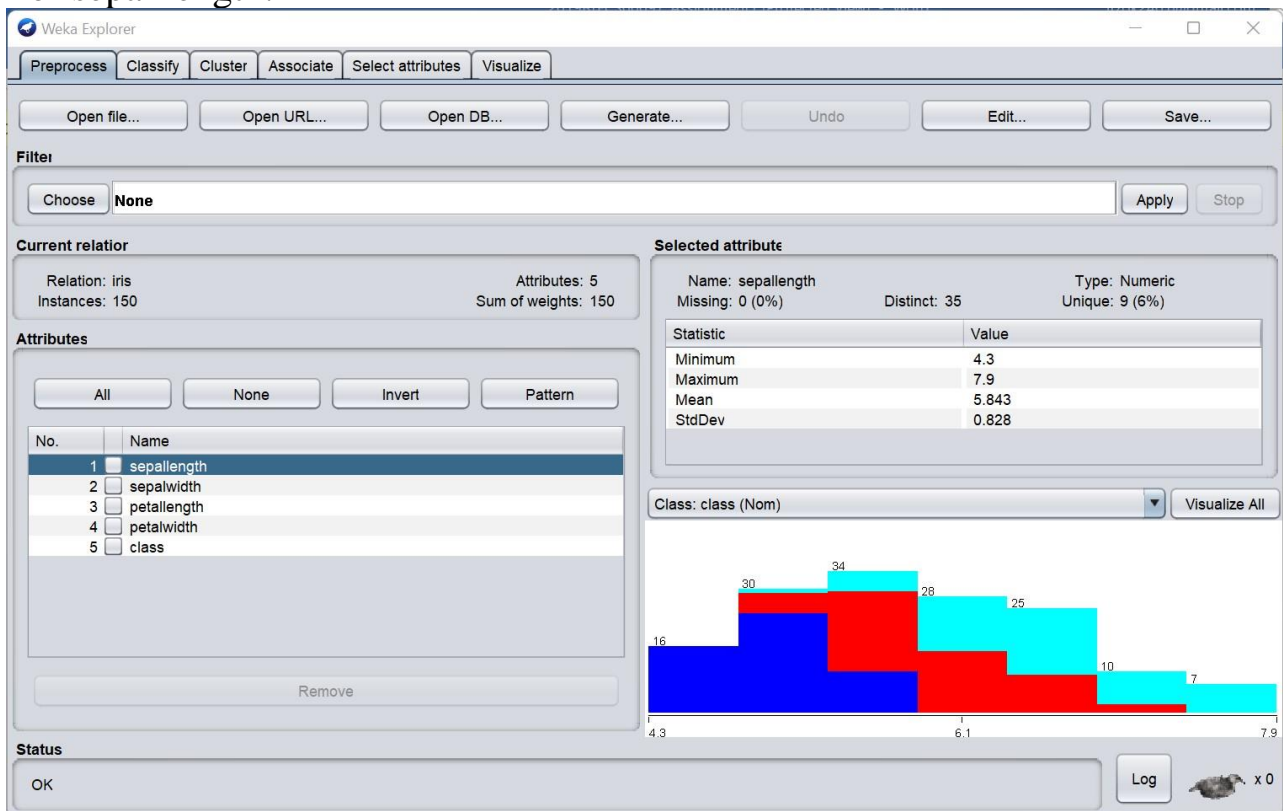 Weka Explorer
Preprocess Classify Cluster Associate Select attributes Visualize
Open file... Open URL... Open DB... Generate... Undo Edit... Save...
Filter
Choose None Apply Stop
Current relation
Relation: iris Attributes: 5
Instances: 150 Sum of weights: 150
Attributes
All None Invert Pattern
No. Name
1 sepallength
2 sepalwidth
3 petallength
4 petalwidth
5 class
Remove
Selected attribute
Name: sepallength Type: Numeric
Missing: 0 (0%) Distinct: 35 Unique: 9 (6%)
Statistic Value
Minimum 4.3
Maximum 7.9
Mean 5.843
StdDev 0.828
Class: class (Nom) Visualize All
16 30 34 28 25 10 7
4.3 6.1 7.9
Status
OK Log x 0